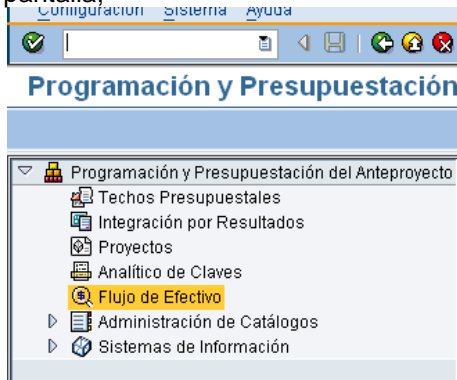 pantalla,
Configuración Sistema Ayuda
Programación y Presupuestación
Programación y Presupuestación del Anteproyecto
Techos Presupuestales
Integración por Resultados
Proyectos
Analítico de Claves
Flujo de Efectivo
Administración de Catálogos
Sistemas de Información